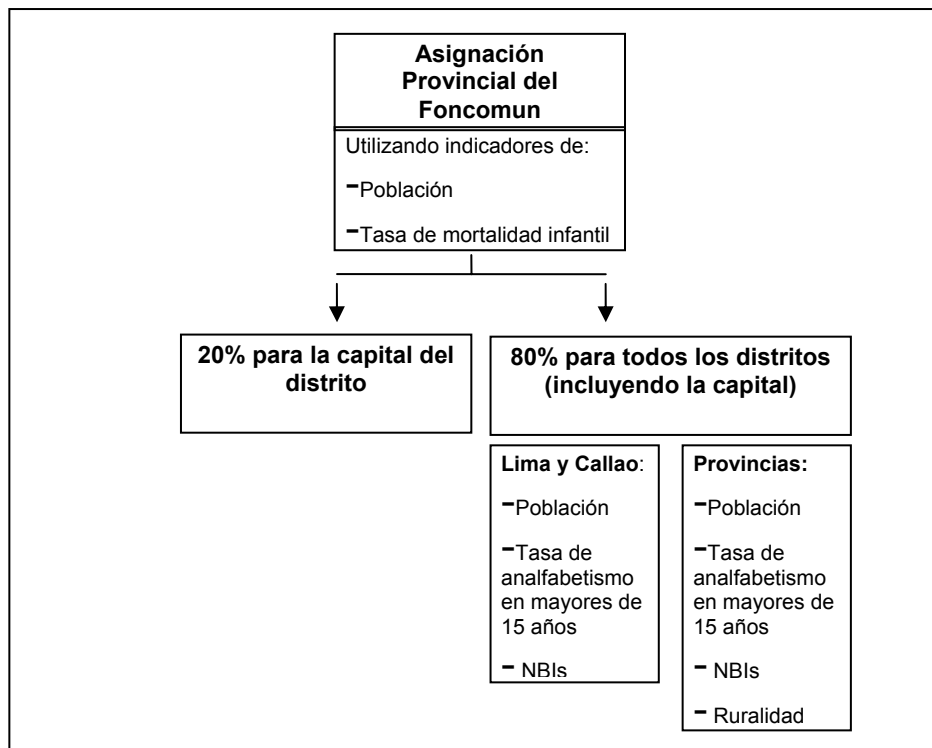 Asignación
Provincial del
Foncomun
Utilizando indicadores de:
-Población
-Tasa de mortalidad infantil
20% para la capital del
distrito
80% para todos los distritos
(incluyendo la capital)
Lima y Callao:
-Población
-Tasa de
analfabetismo
en mayores de
15 años
- NBIs
Provincias:
-Población
-Tasa de
analfabetismo
en mayores de
15 años
- NBIs
- Ruralidad